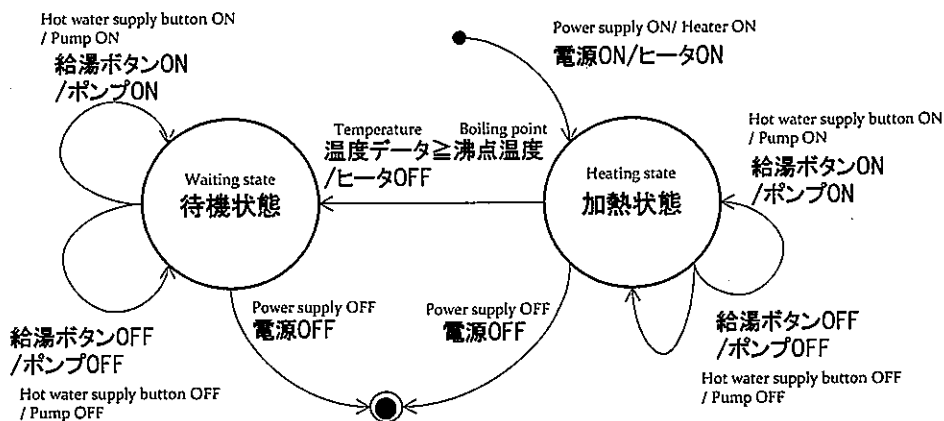 Hot water supply button ON
/ Pump ON
給湯ボタンON
/ポンプON
Power supply ON/ Heater ON
電源ON/ヒータON
Temperature Boiling point
温度データ≧沸点温度
/ヒータOFF
Hot water supply button ON
/ Pump ON
給湯ボタンON
/ポンプON
Waiting state
待機状態
Heating state
加熱状態
Power supply OFF
電源OFF
Power supply OFF
電源OFF
給湯ボタンOFF
/ポンプOFF
Hot water supply button OFF
/ Pump OFF
給湯ボタンOFF
/ポンプOFF
Hot water supply button OFF
/ Pump OFF